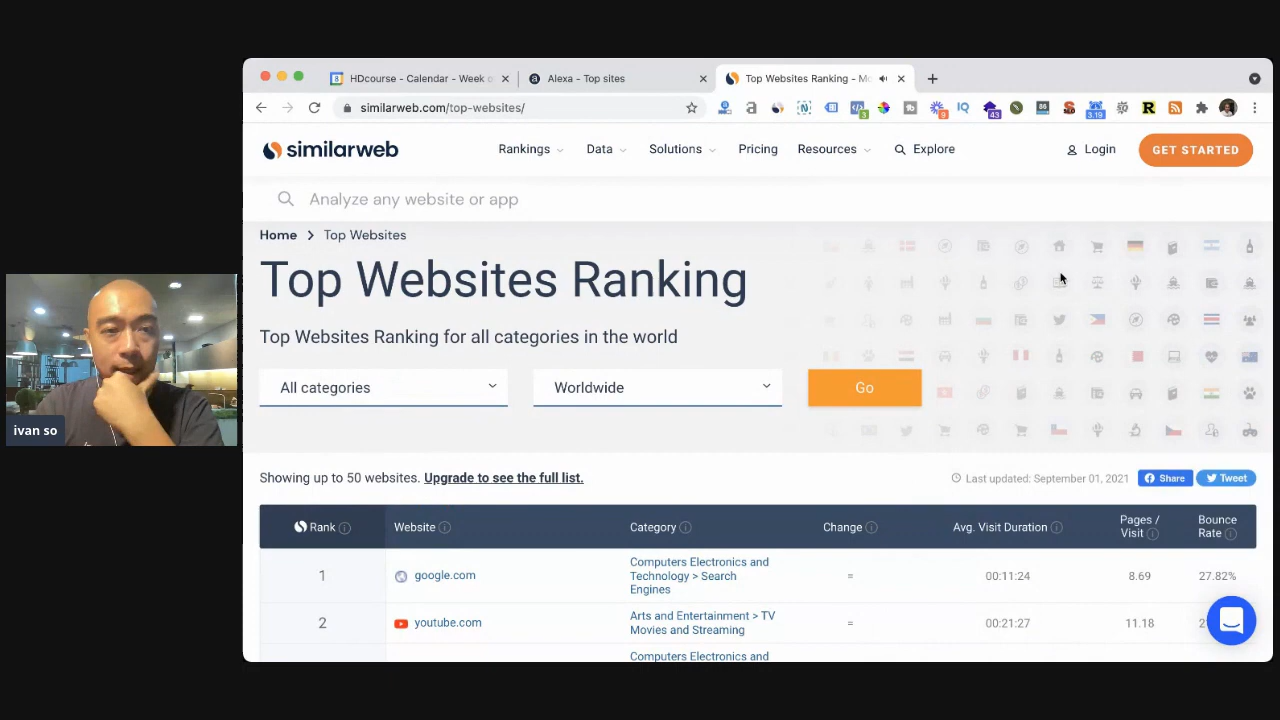 HDcourse - Calendar - Week o
Alexa - Top sites
Top Websites Ranking - Mo
similarweb.com/top-websites/
similarweb
Rankings
Data
Solutions
Pricing
Resources
Explore
Login
GET STARTED
Analyze any website or app
Home > Top Websites
Top Websites Ranking
Top Websites Ranking for all categories in the world
All categories
Worldwide
Go
ivan so
Showing up to 50 websites. Upgrade to see the full list.
Last updated: September 01, 2021
Share
Tweet
Rank
Website
Category
Change
Avg. Visit Duration
Pages /
Visit
Bounce
Rate
1
google.com
Computers Electronics and
Technology > Search
Engines
=
00:11:24
8.69
27.82%
2
youtube.com
Arts and Entertainment > TV
Movies and Streaming
=
00:21:27
11.18
Computers Electronics and